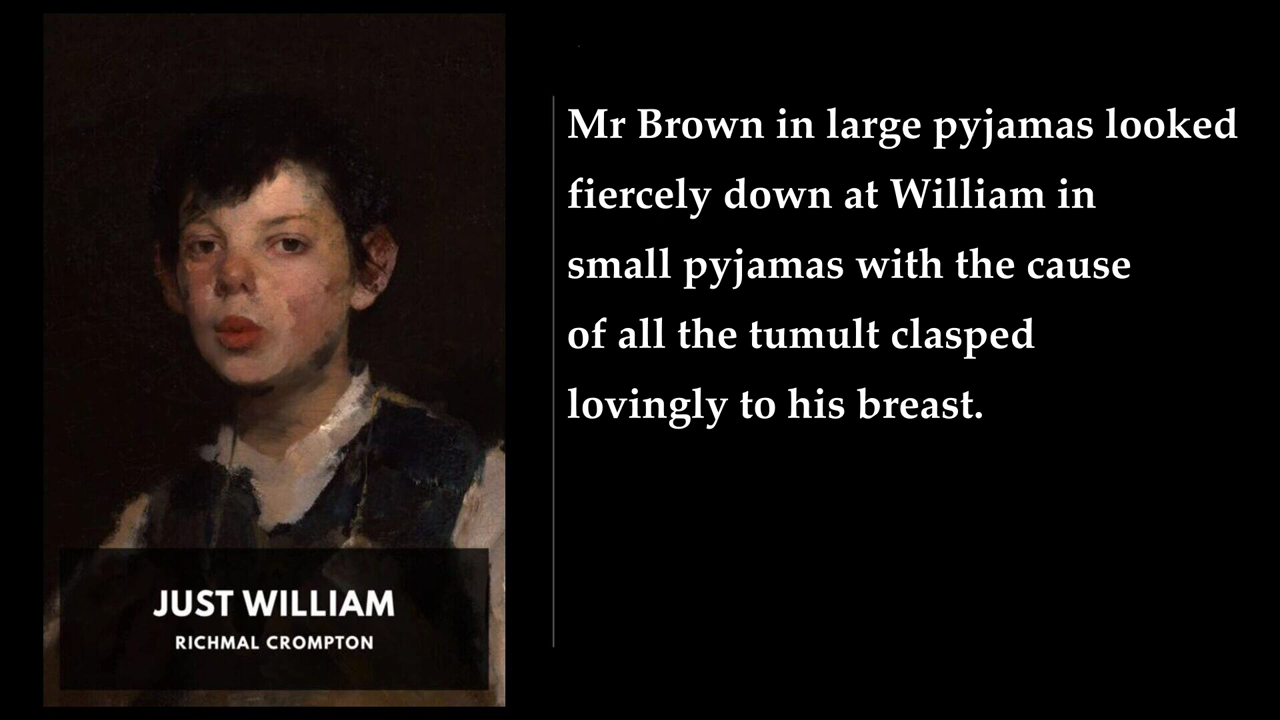 JUST WILLIAM
RICHMAL CROMPTON
Mr Brown in large pyjamas looked
fiercely down at William in
small pyjamas with the cause
of all the tumult clasped
lovingly to his breast.